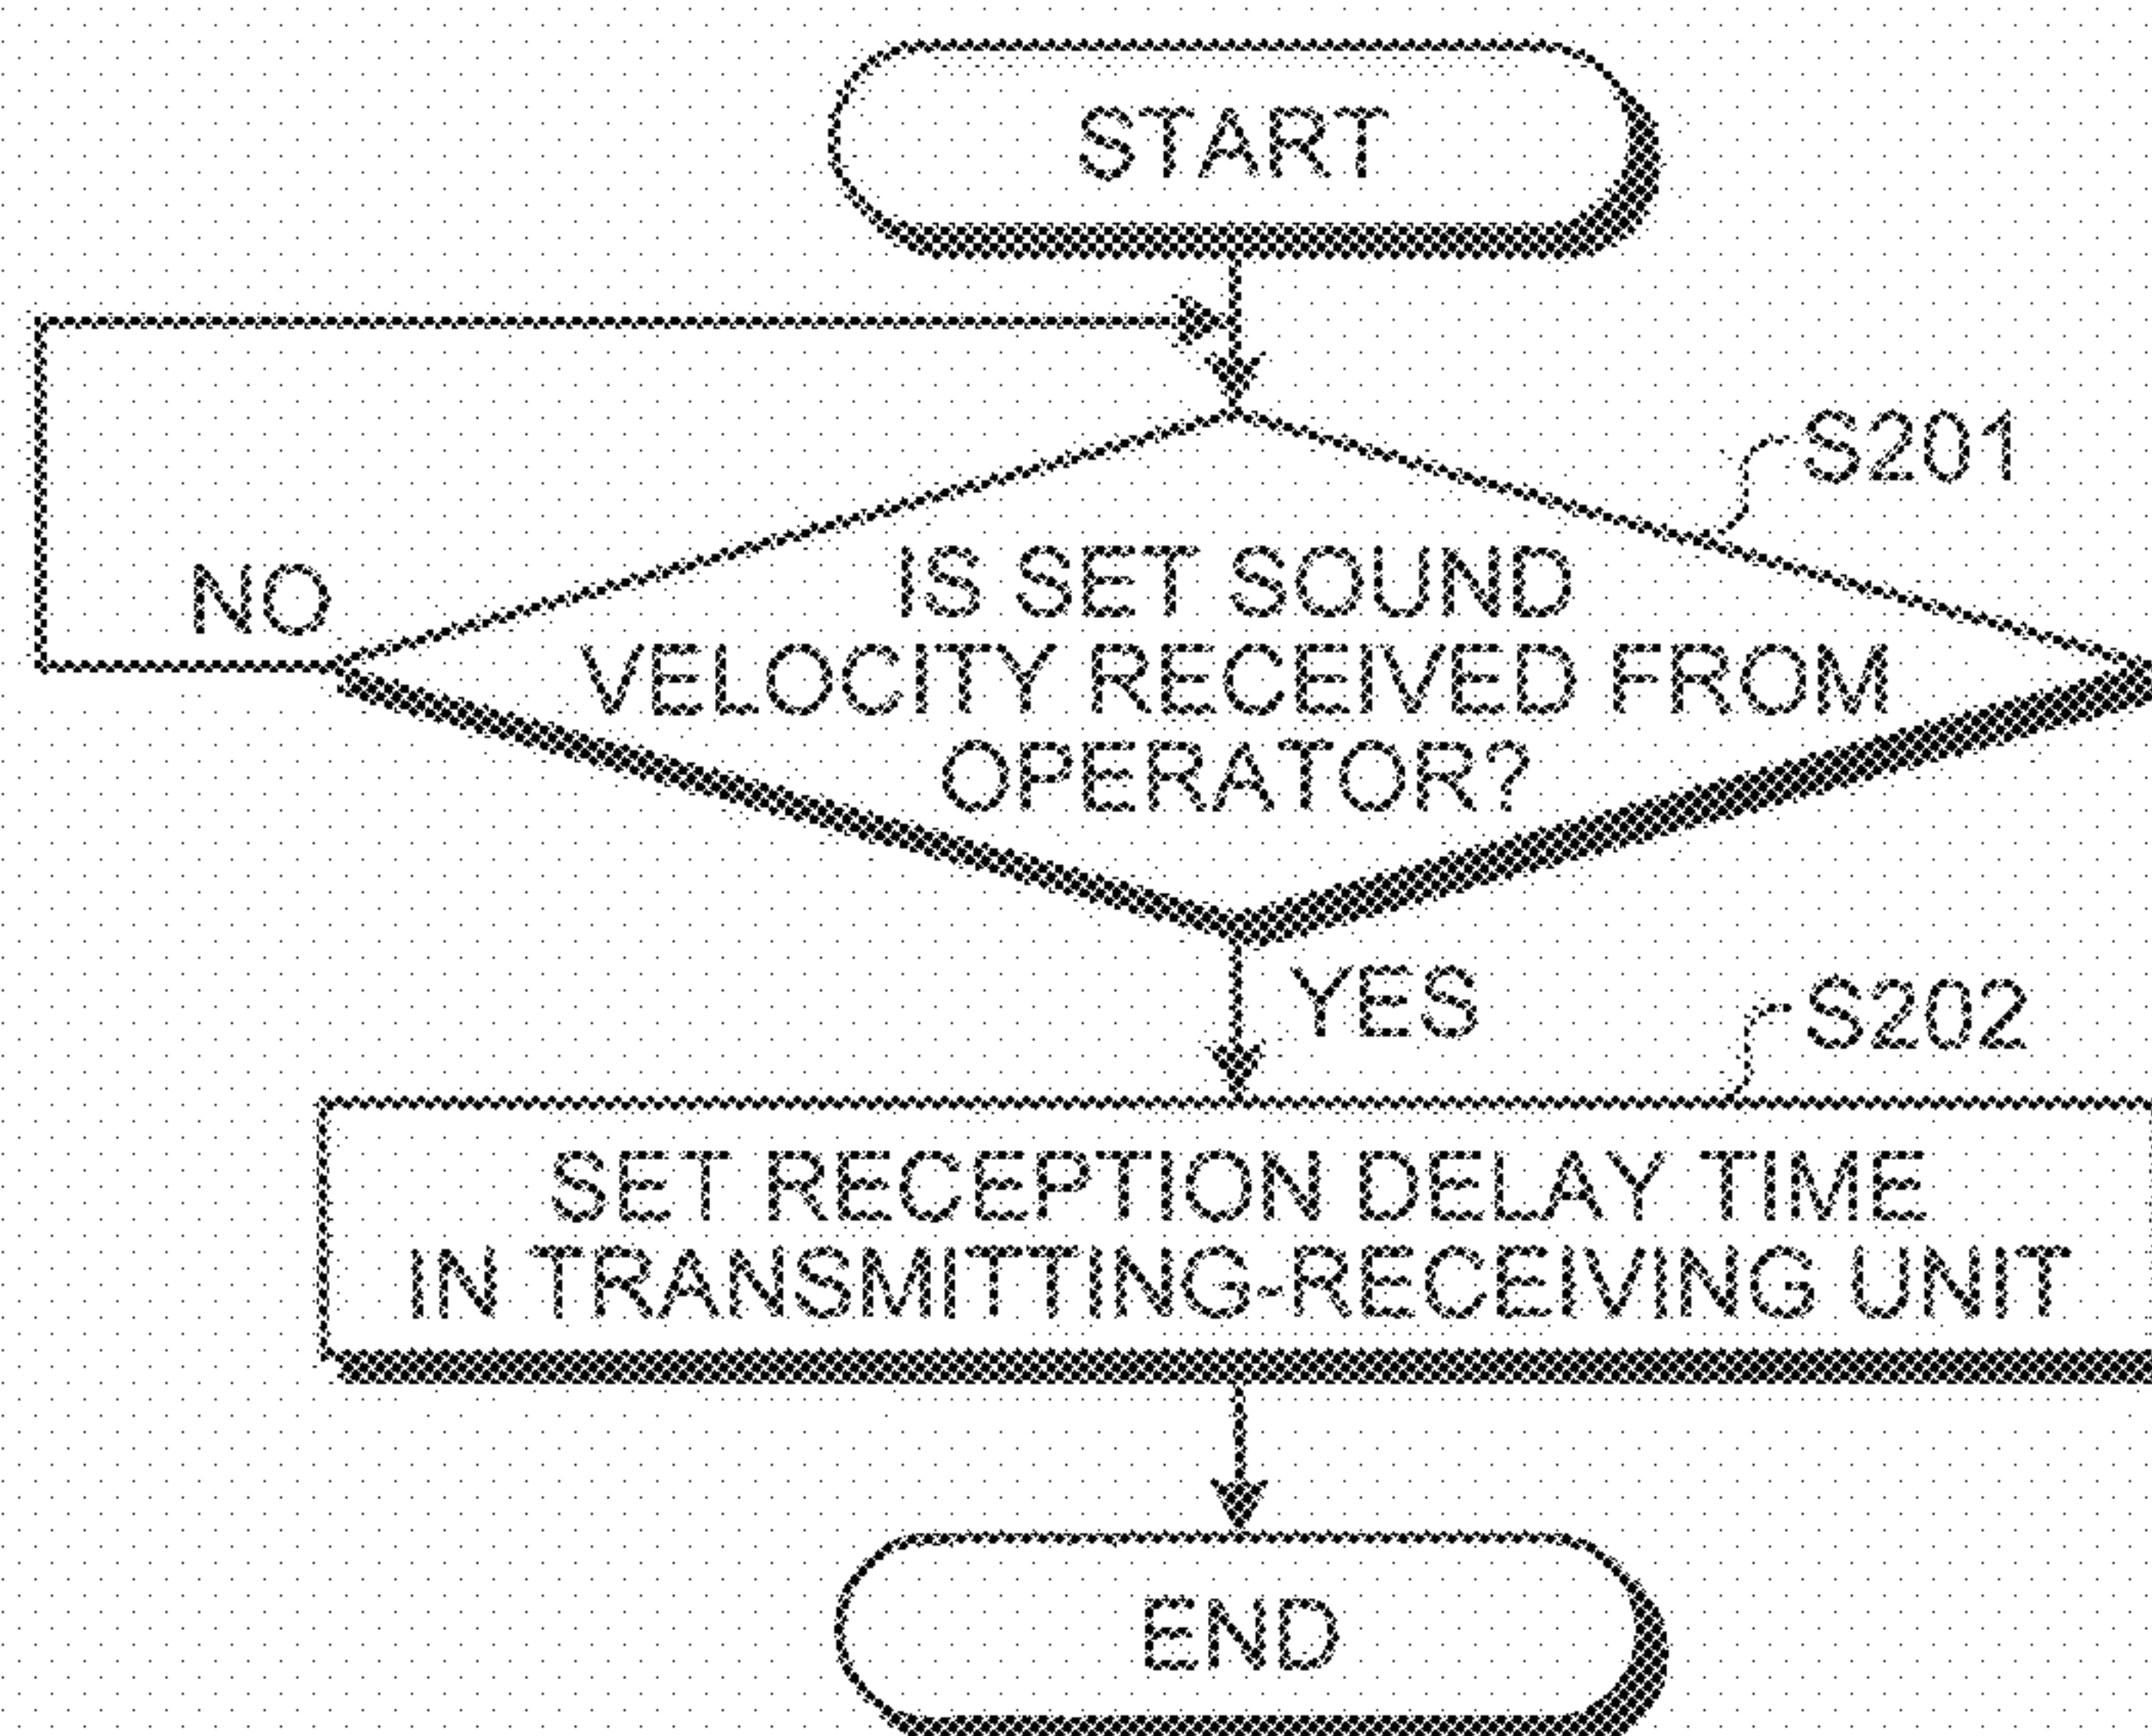 START
S201
IS SET SOUND
VELOCITY RECEIVED FROM
OPERATOR?
NO
YES
S202
SET RECEPTION DELAY TIME
IN TRANSMITTING-RECEIVING UNIT
END